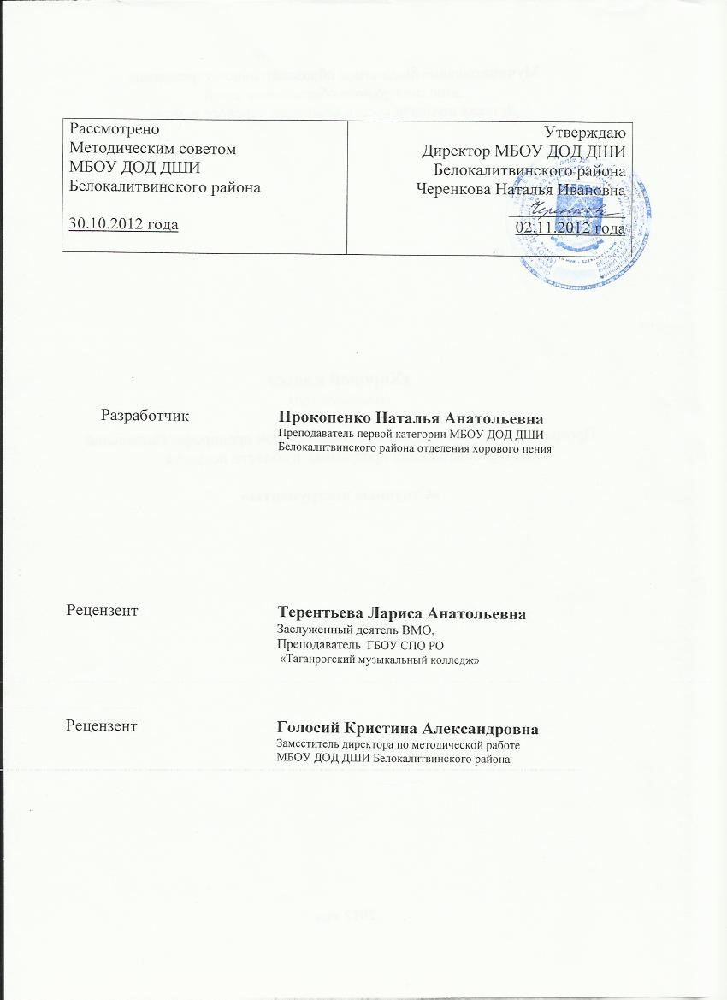 Рассмотрено
Методическим советом
МБОУ ДОД ДШИ
Белокалитвинского района
30.10.2012 года
Утверждаю
Директор МБОУ ДОД ДШИ
Белокалитвинского района
Черенкова Наталья Ивановна
02.11.2012 года
Разработчик
Прокопенко Наталья Анатольевна
Преподаватель первой категории МБОУ ДОД ДШИ
Белокалитвинского района отделения хорового пения
Рецензент
Терентьева Лариса Анатольевна
Заслуженный деятель ВМО,
Преподаватель ГБОУ СПО РО
«Таганрогский музыкальный колледж»
Рецензент
Голосий Кристина Александровна
Заместитель директора по методической работе
МБОУ ДОД ДШИ Белокалитвинского района